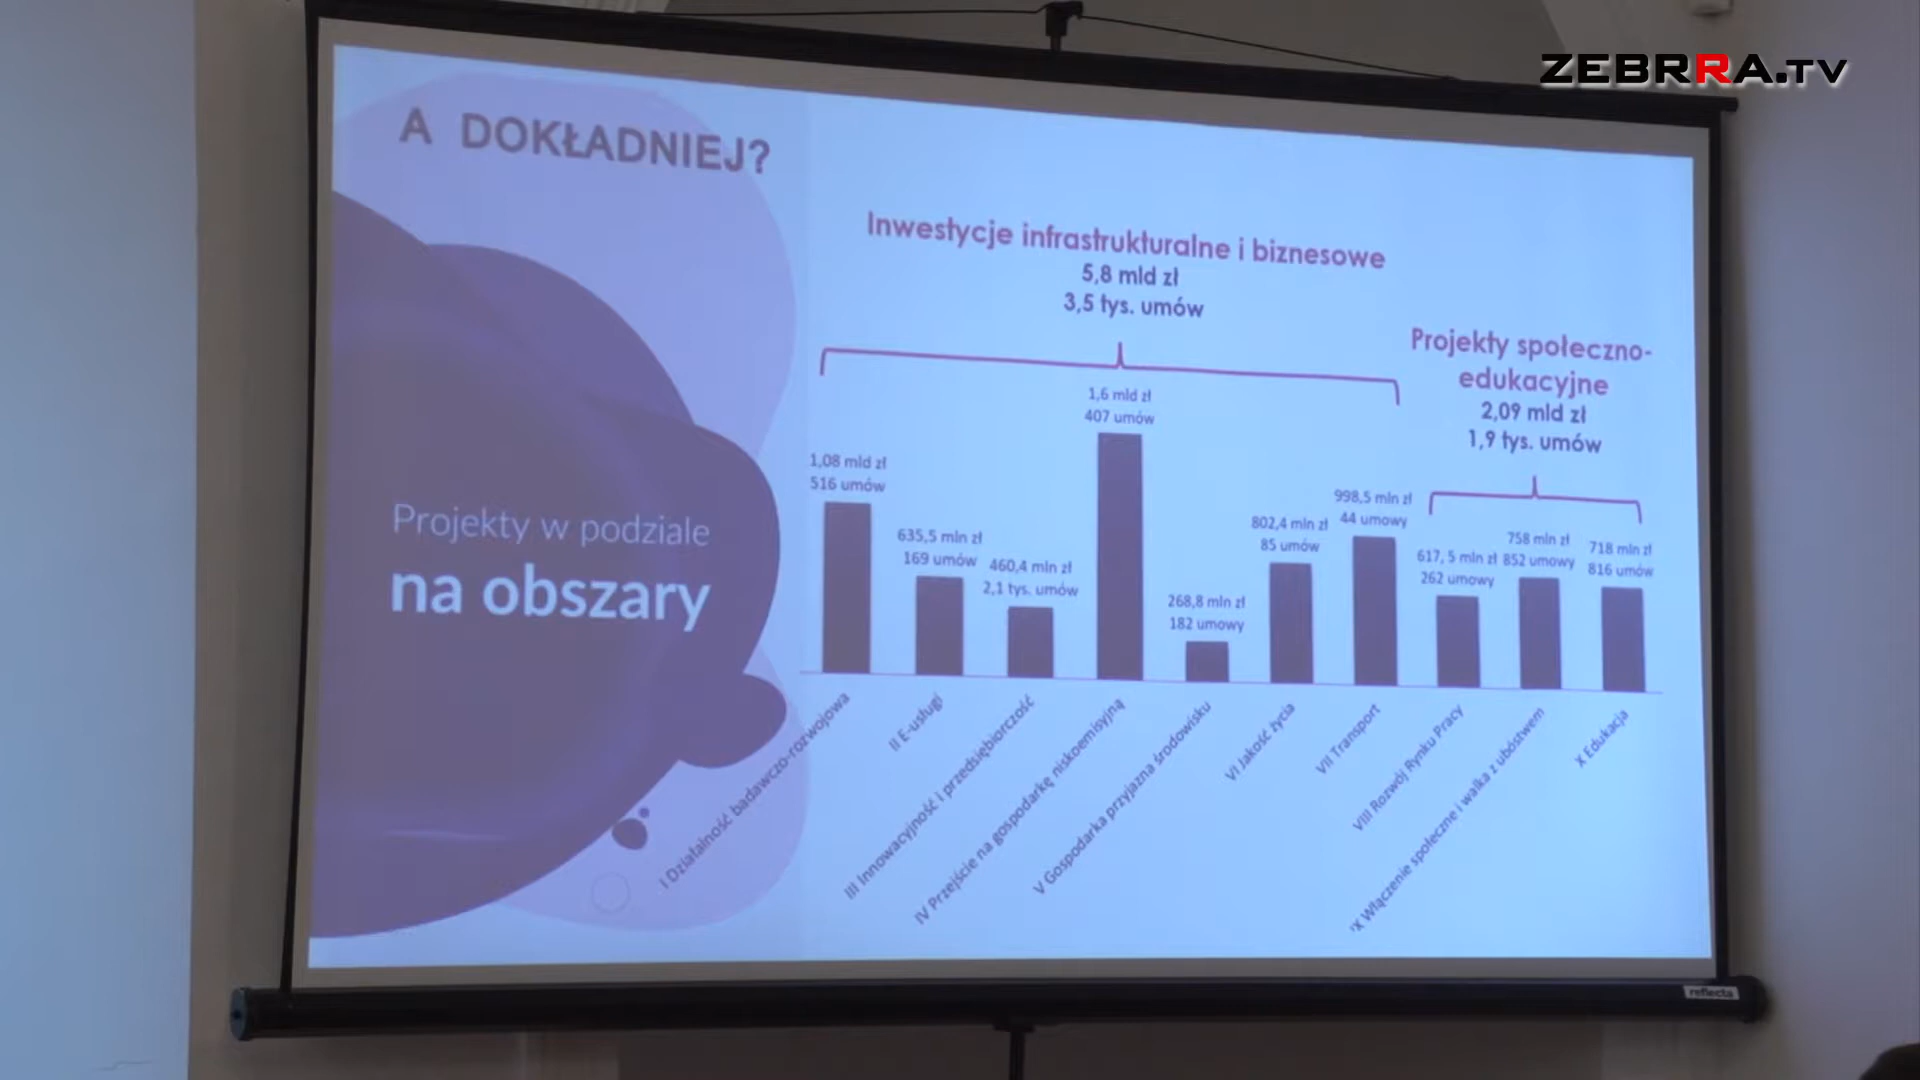 ZEBRRA.TV
A DOKŁADNIEJ?
Projekty w podziale
na obszary
Inwestycje infrastrukturalne i biznesowe
5,8 mld zł
3,5 tys. umów
Projekty społeczno-
edukacyjne
2,09 mld zł
1,9 tys. umów
1,08 mld zł
516 umów
635,5 mln zł
169 umów
460,4 mln zł
2,1 tys. umów
1,6 mld zł
407 umów
268,8 mln zł
182 umowy
802,4 mln zł
85 umów
998,5 mln zł
44 umowy
617, 5 mln zł
262 umowy
758 mln zł
852 umowy
718 mln zł
816 umów
I Działalność badawczo-rozwojowa
II E-usługi
III Innowacyjność i przedsiębiorczość
IV Przejście na gospodarkę niskoemisyjną
V Gospodarka przyjazna środowisku
VI Jakość życia
VII Transport
VIII Rozwój Rynku Pracy
IX Włączenie społeczne i walka z ubóstwem
X Edukacja
reflecta